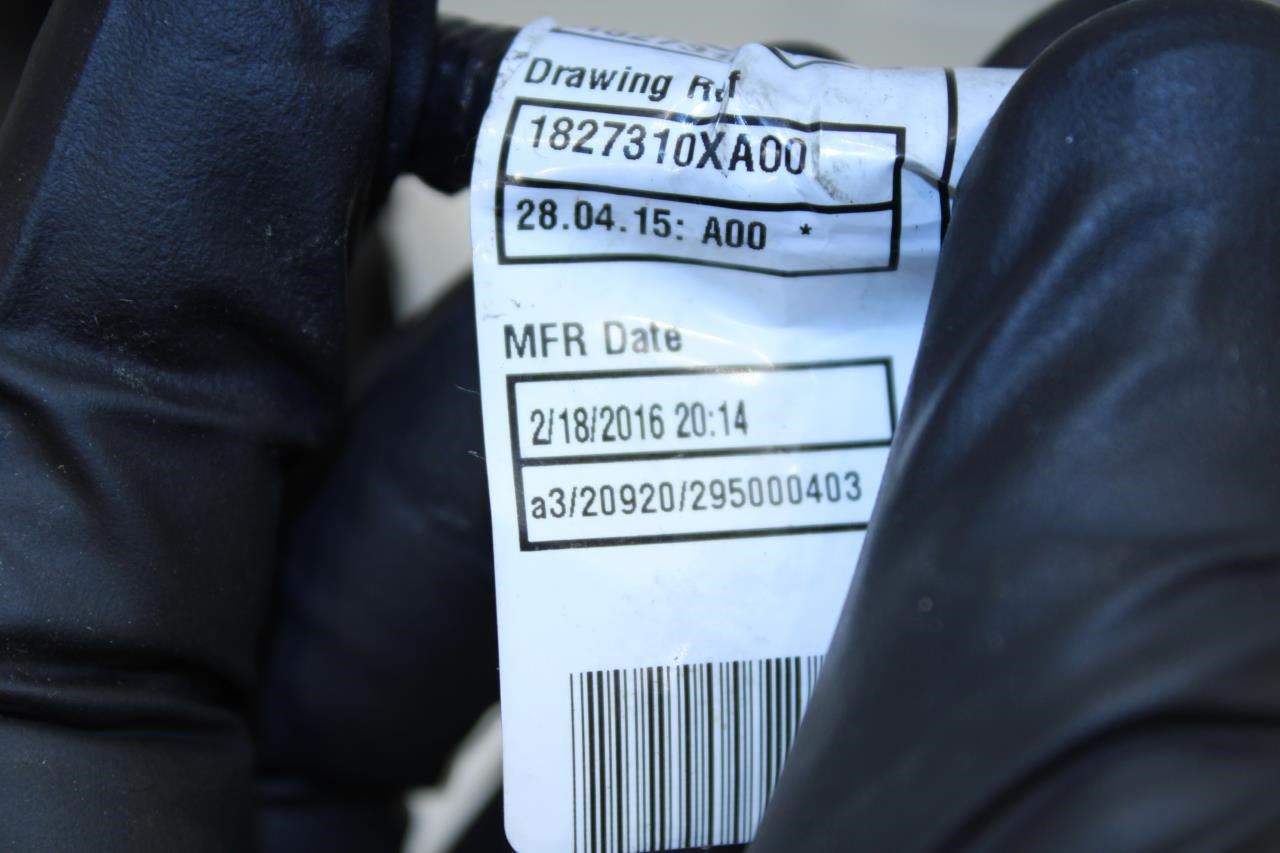 Drawing Ref
1827310XA00
28.04.15: A00 *
MFR Date
2/18/2016 20:14
a3/20920/295000403